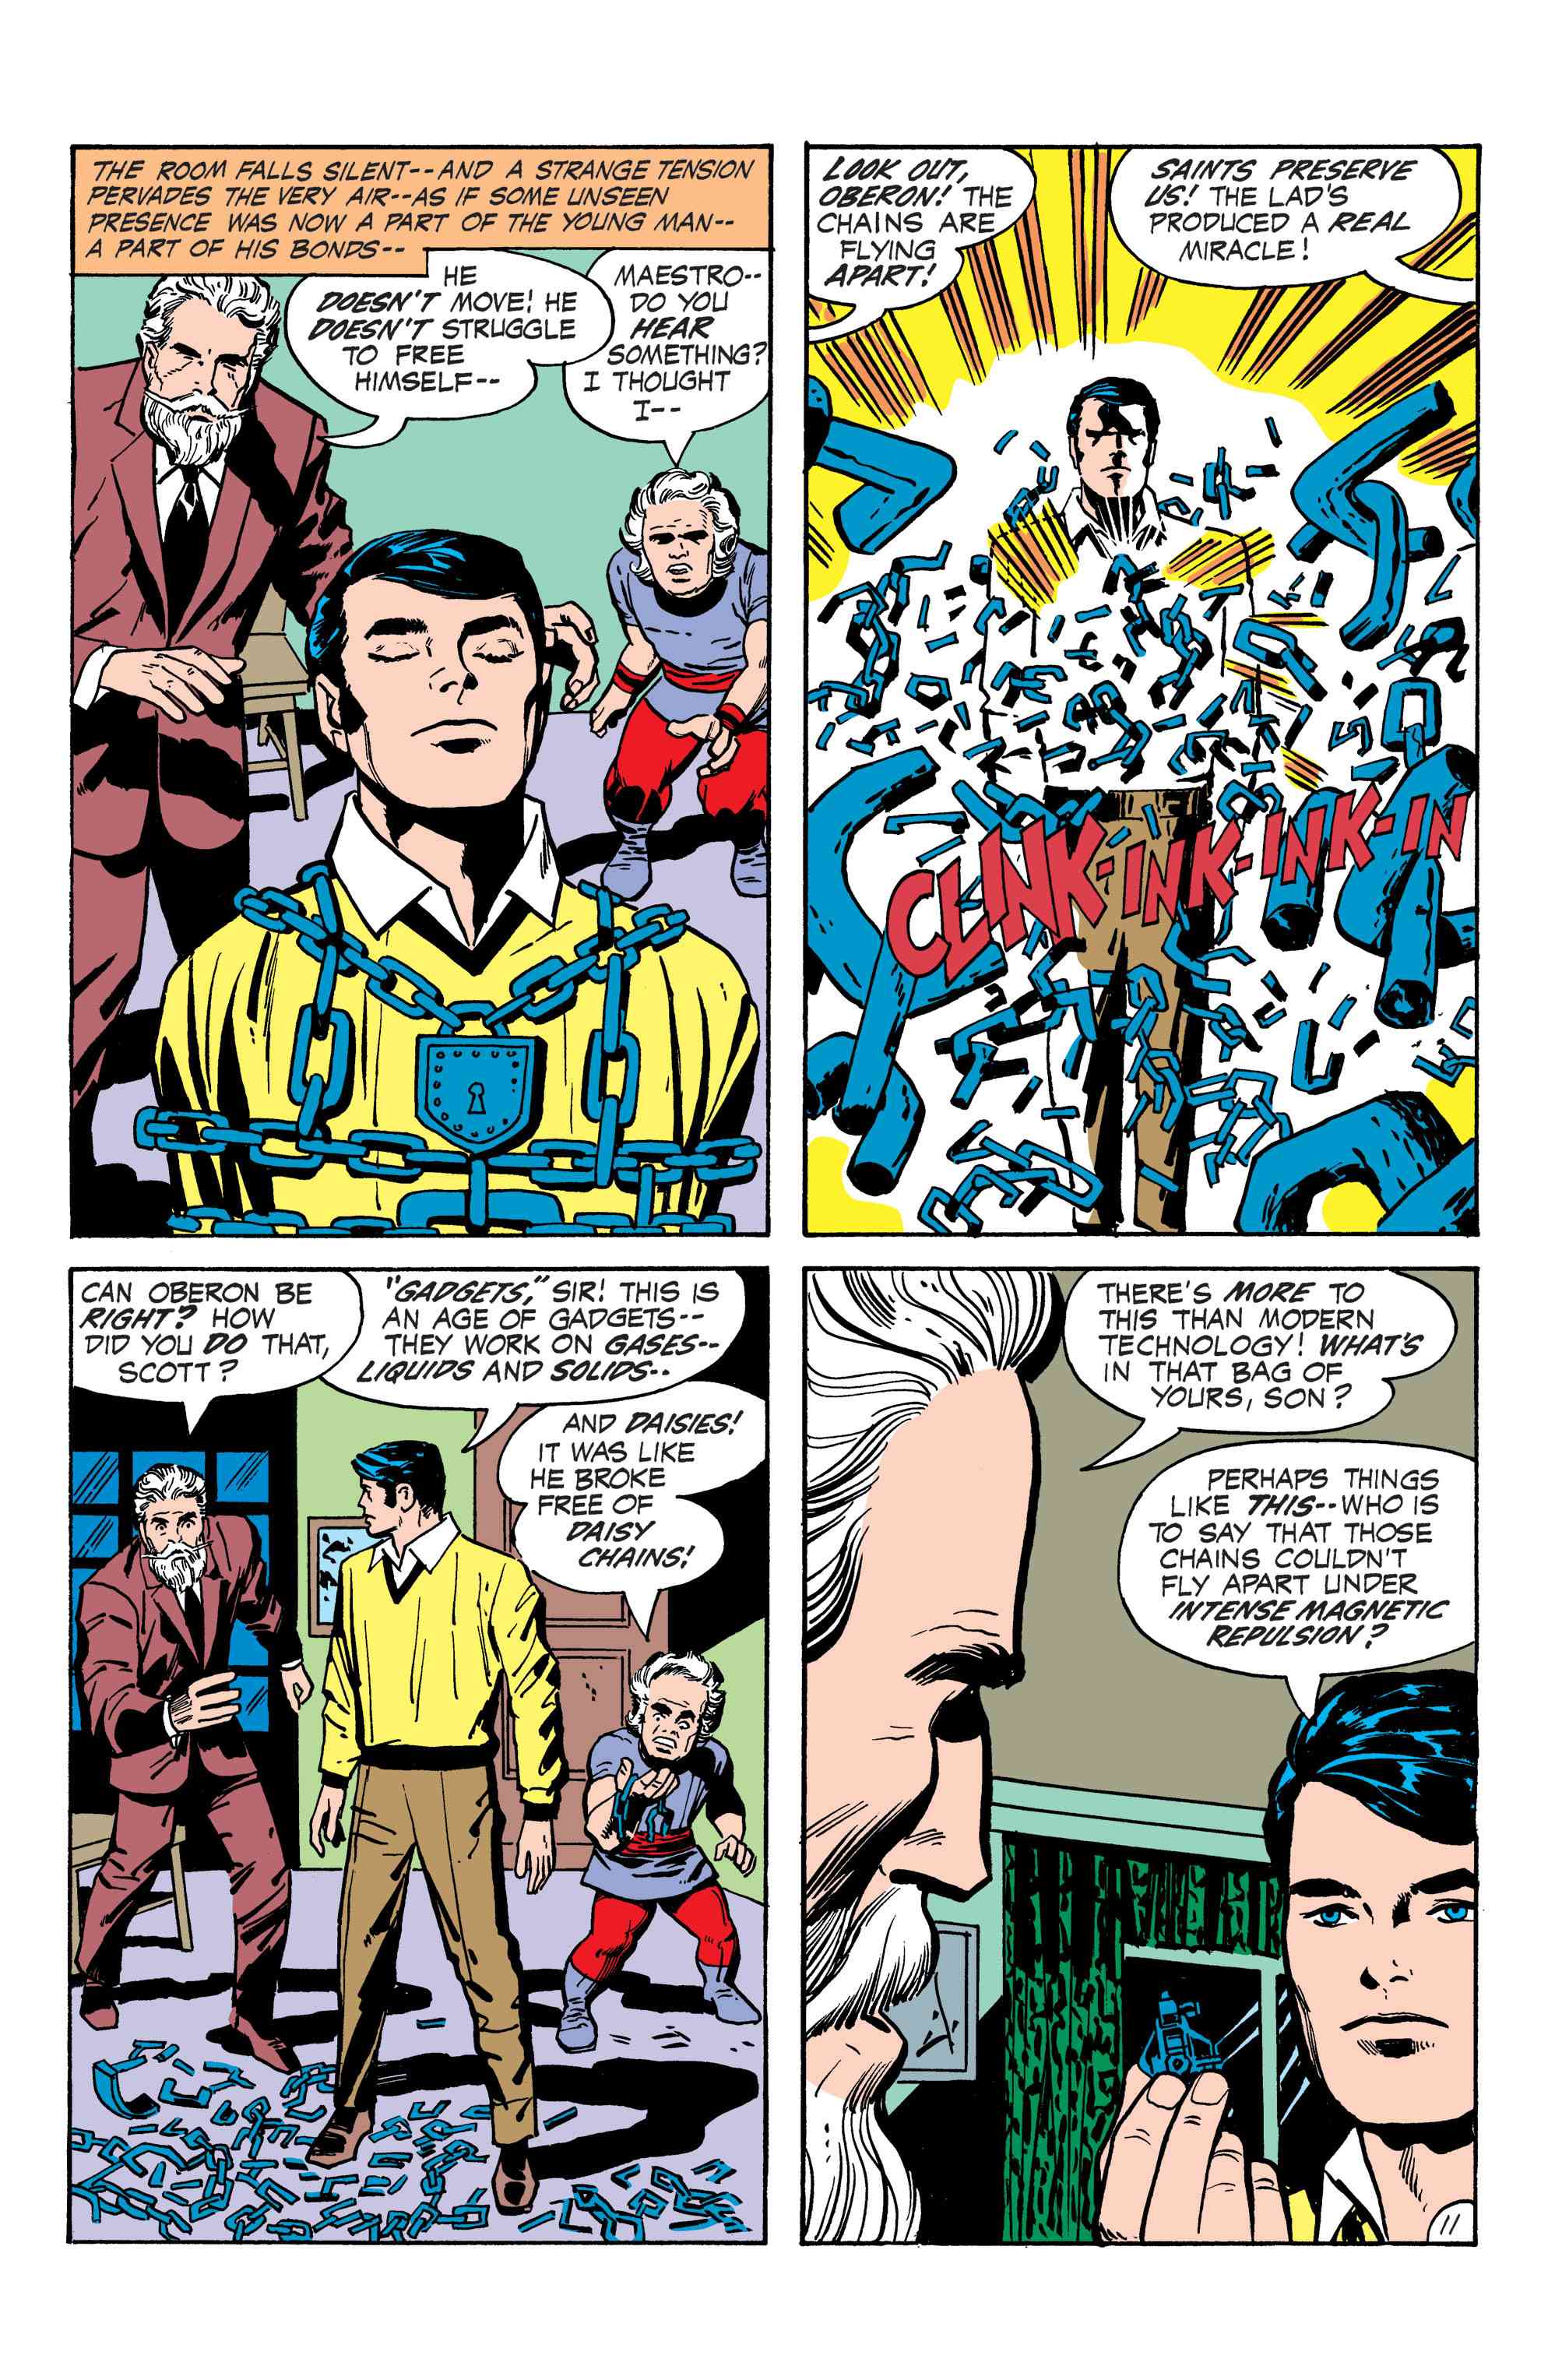 THE ROOM FALLS SILENT--AND A STRANGE TENSION
PERVADES THE VERY AIR--AS IF SOME UNSEEN
PRESENCE WAS NOW A PART OF THE YOUNG MAN--
A PART OF HIS BONDS--
HE
DOESN'T MOVE! HE
DOESN'T STRUGGLE
TO FREE
HIMSELF--
MAESTRO--
DO YOU
HEAR
SOMETHING?
I THOUGHT
I--
LOOK OUT,
OBERON! THE
CHAINS ARE
FLYING
APART!
SAINTS PRESERVE
US! THE LAD'S
PRODUCED A REAL
MIRACLE!
CLINK-INK-INK-IN
CAN OBERON BE
RIGHT? HOW
DID YOU DO THAT,
SCOTT?
"GADGETS," SIR! THIS IS
AN AGE OF GADGETS--
THEY WORK ON GASES--
LIQUIDS AND SOLIDS--
AND DAISIES!
IT WAS LIKE
HE BROKE
FREE OF
DAISY
CHAINS!
THERE'S MORE TO
THIS THAN MODERN
TECHNOLOGY! WHAT'S
IN THAT BAG OF
YOURS, SON?
PERHAPS THINGS
LIKE THIS--WHO IS
TO SAY THAT THOSE
CHAINS COULDN'T
FLY APART UNDER
INTENSE MAGNETIC
REPULSION?
11